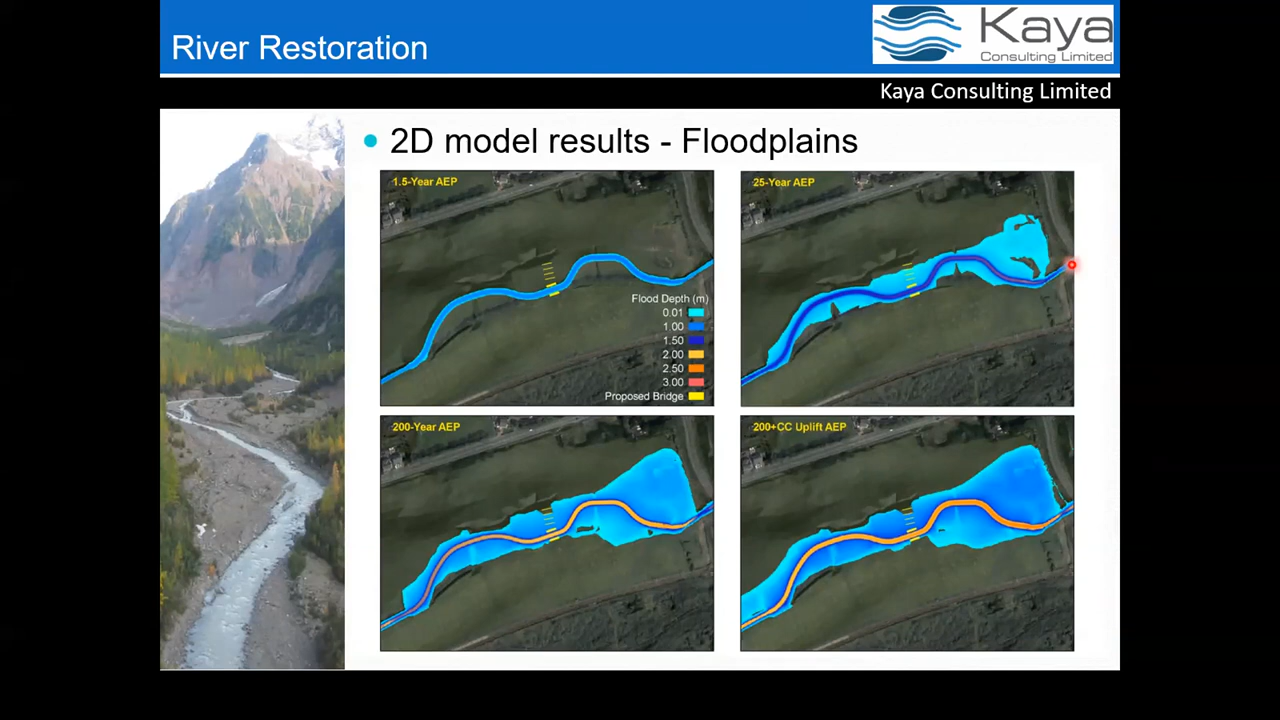 River Restoration
Kaya
Consulting Limited
Kaya Consulting Limited
2D model results - Floodplains
1.5-Year AEP
Flood Depth (m)
0.01
1.00
1.50
2.00
2.50
3.00
Proposed Bridge
25-Year AEP
200-Year AEP
200+CC Uplift AEP